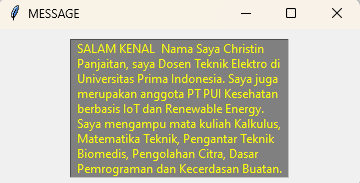 MESSAGE
SALAM KENAL  Nama Saya Christin
Panjaitan, saya Dosen Teknik Elektro di
Universitas Prima Indonesia. Saya juga
merupakan anggota PT PUI Kesehatan
berbasis IoT dan Renewable Energy.
Saya mengampu mata kuliah Kalkulus,
Matematika Teknik, Pengantar Teknik
Biomedis, Pengolahan Citra, Dasar
Pemrograman dan Kecerdasan Buatan.